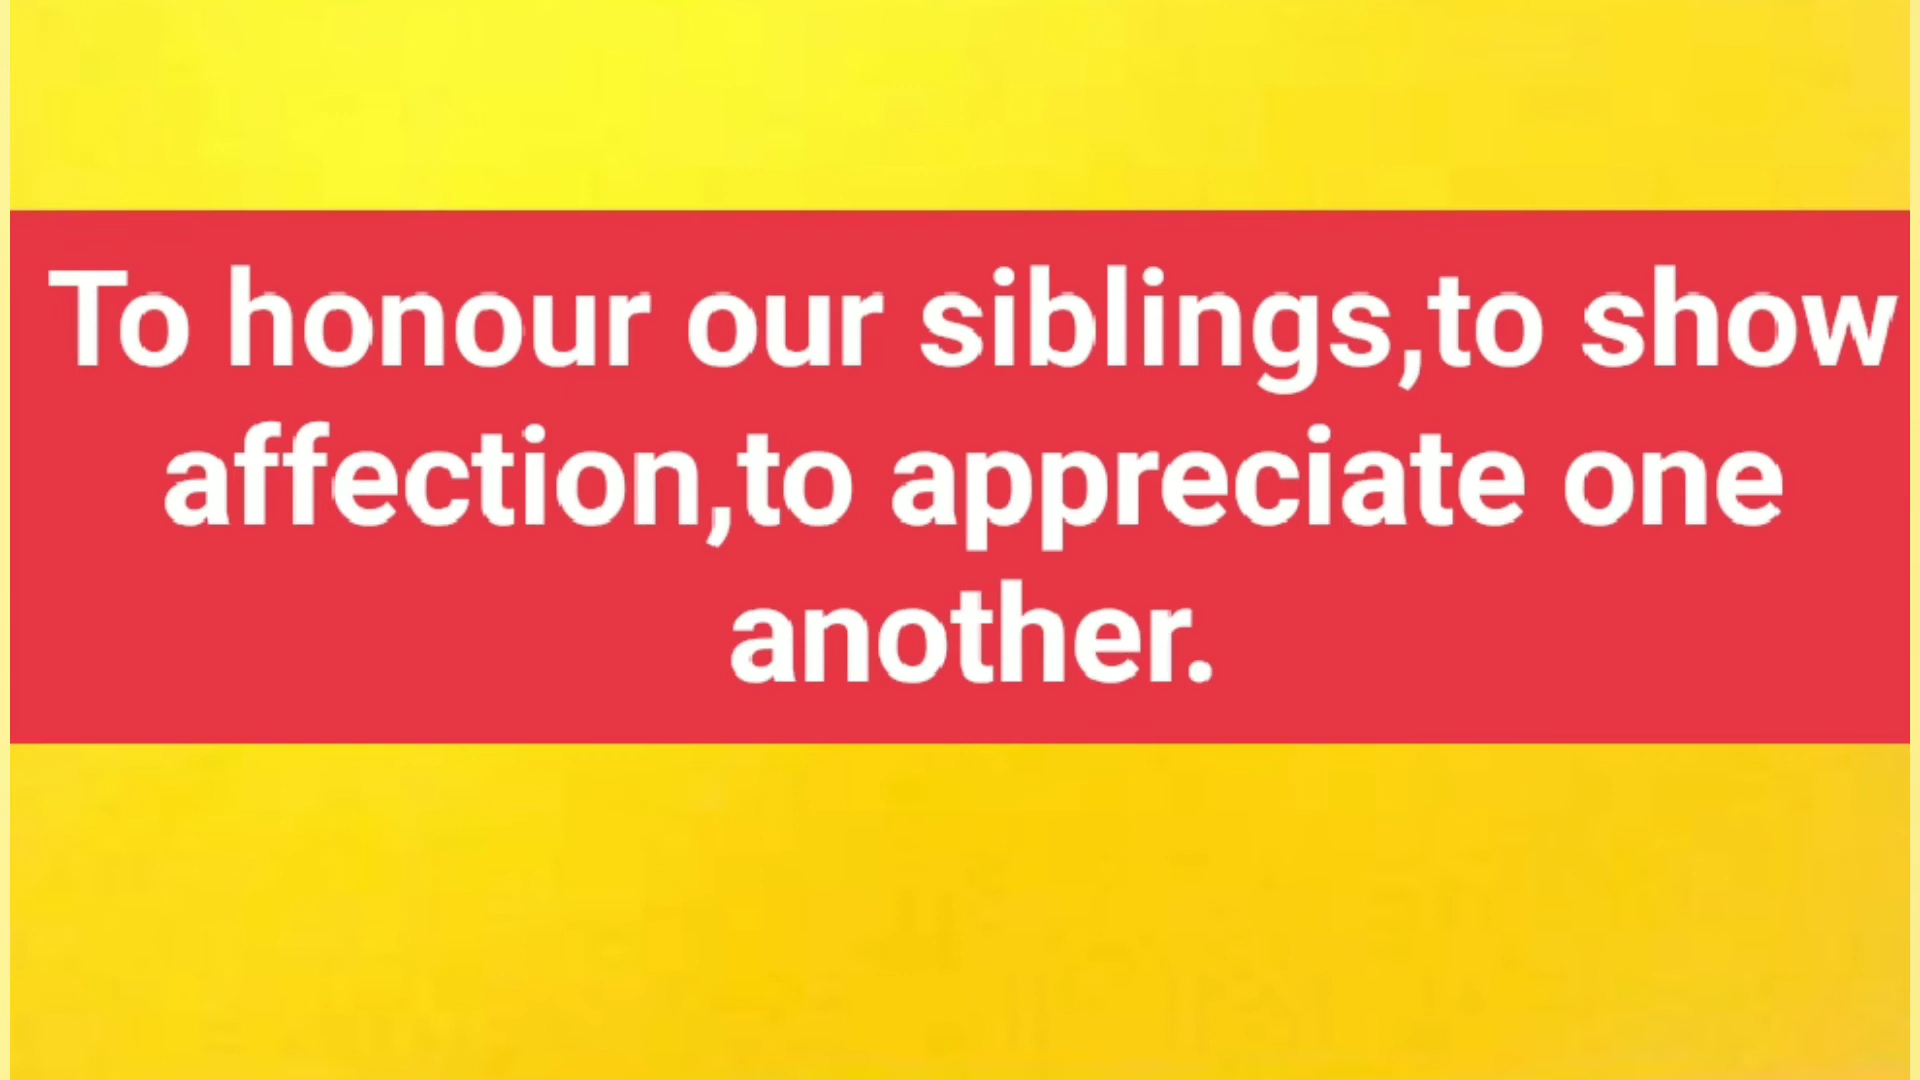 To honour our siblings,to show
affection,to appreciate one
another.